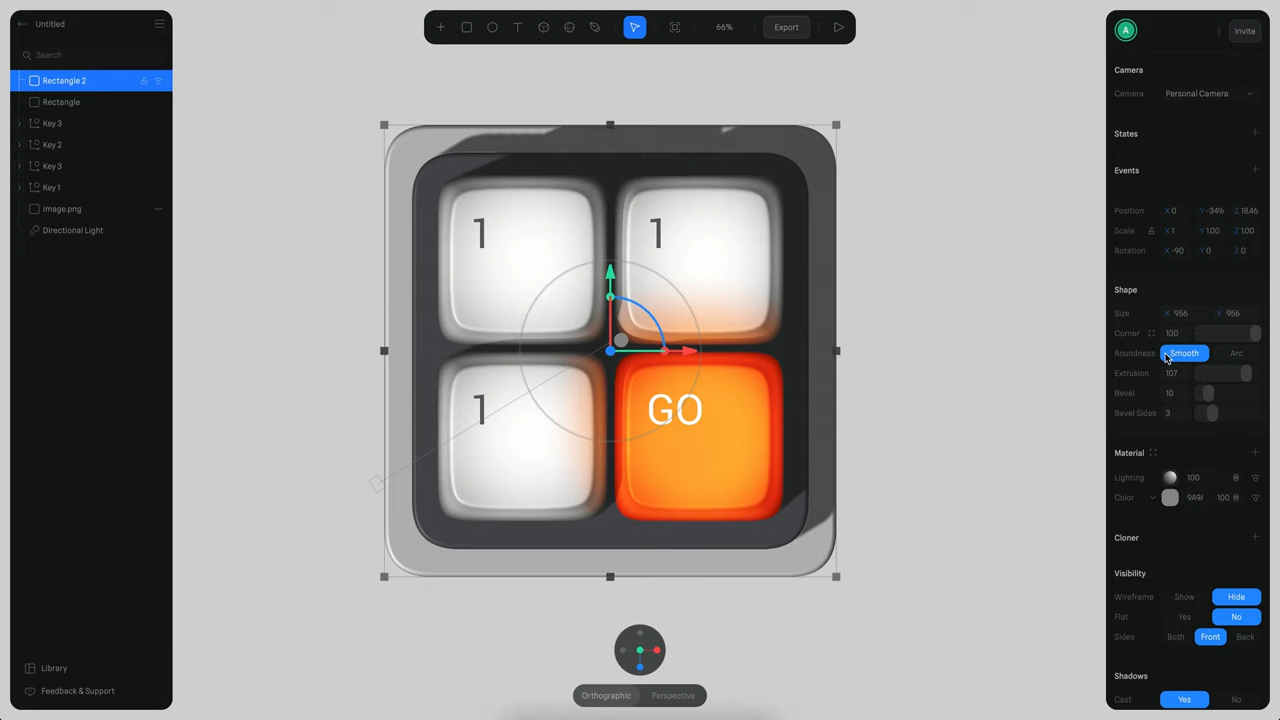 Untitled
Search
Rectangle 2
Rectangle
Key 3
Key 2
Key 3
Key 1
image.png
Directional Light
Library
Feedback & Support
T
66%
Export
1
1
1
GO
Orthographic
Perspective
A
Invite
Camera
Camera Personal Camera
States
Events
Position X 0 Y -349 Z 18.46
Scale X 1 Y 1.00 Z 1.00
Rotation X -90 Y 0 Z 0
Shape
Size X 956 Y 956
Corner 100
Roundness Smooth Arc
Extrusion 107
Bevel 10
Bevel Sides 3
Material
Lighting 100
Color 9A9 100
Cloner
Visibility
Wireframe Show Hide
Flat Yes No
Sides Both Front Back
Shadows
Cast Yes No